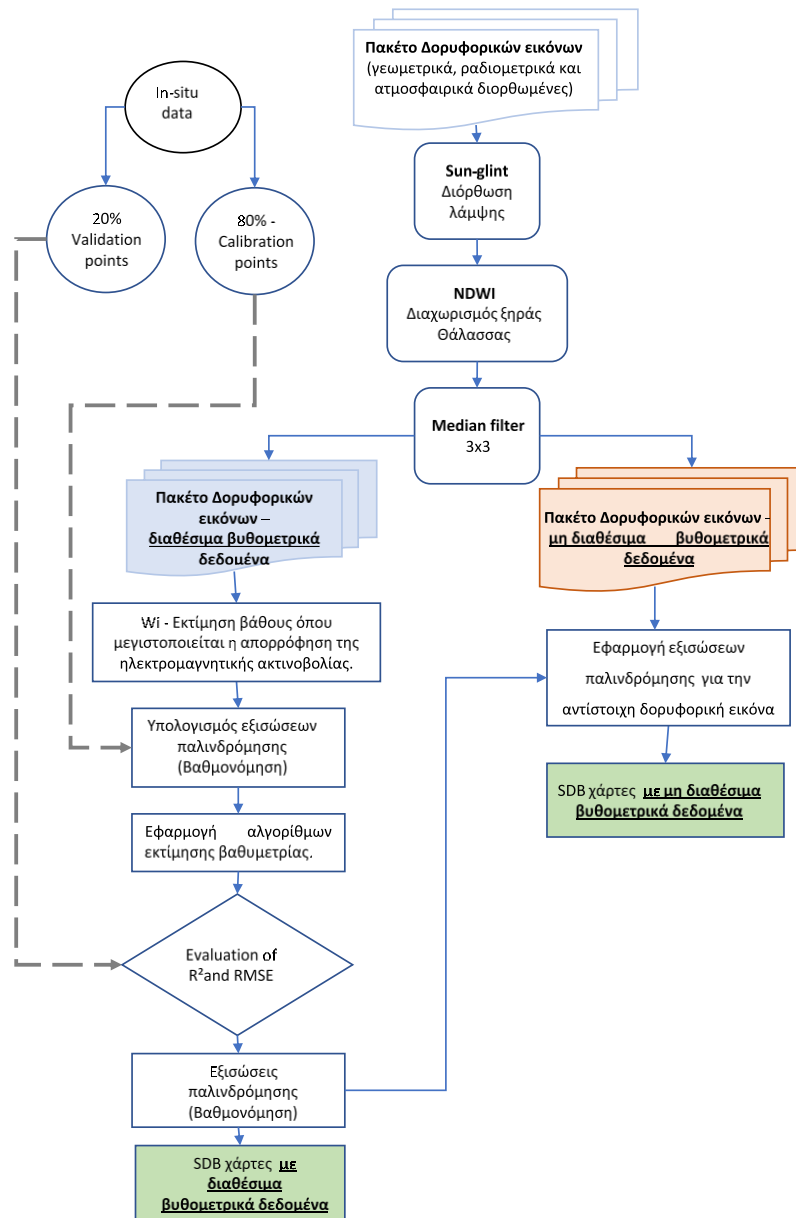 Πακέτο Δορυφορικών εικόνων
(γεωμετρικά, ραδιομετρικά και
ατμοσφαιρικά διορθωμένες)
In-situ
data
Sun-glint
Διόρθωση
λάμψης
20%
Validation
points
80% -
Calibration
points
NDWI
Διαχωρισμός ξηράς
Θάλασσας
Median filter
3x3
Πακέτο Δορυφορικών
εικόνων –
διαθέσιμα βυθομετρικά
δεδομένα
Πακέτο Δορυφορικών εικόνων -
μη διαθέσιμα βυθομετρικά
δεδομένα
Wi - Εκτίμηση βάθους όπου
μεγιστοποιείται η απορρόφηση της
ηλεκτρομαγνητικής ακτινοβολίας.
Εφαρμογή εξισώσεων
παλινδρόμησης για την
αντίστοιχη δορυφορική εικόνα
Υπολογισμός εξισώσεων
παλινδρόμησης
(Βαθμονόμηση)
SDB χάρτες με μη διαθέσιμα
βυθομετρικά δεδομένα
Εφαρμογή αλγορίθμων
εκτίμησης βαθυμετρίας.
Evaluation of
R²and RMSE
Εξισώσεις
παλινδρόμησης
(Βαθμονόμηση)
SDB χάρτες με
διαθέσιμα
βυθομετρικά δεδομένα